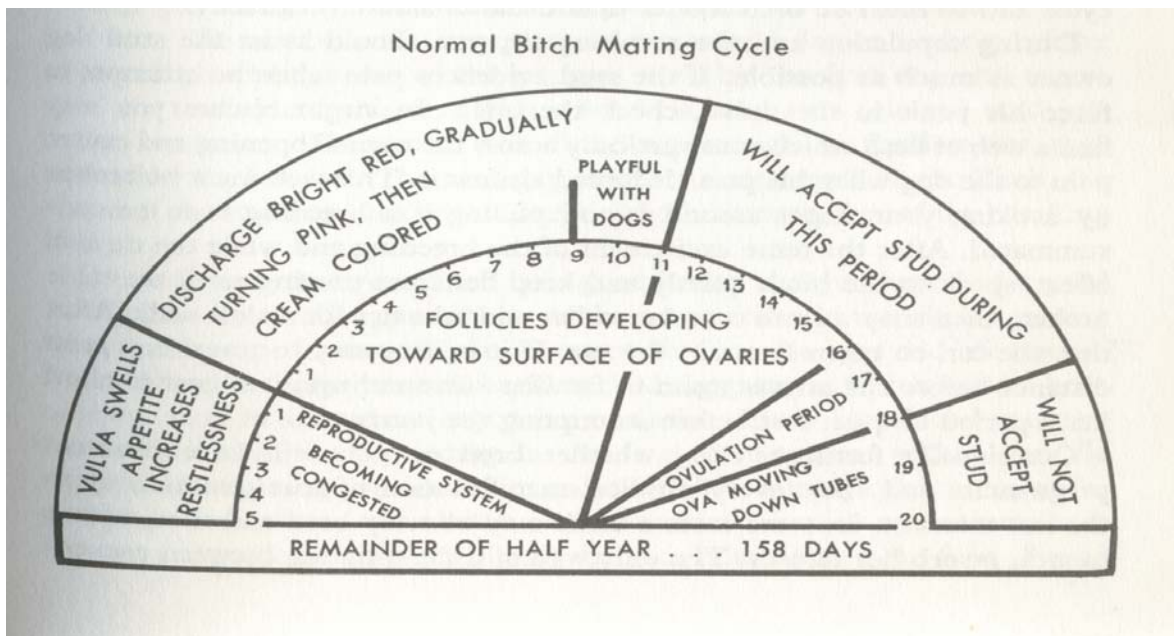 Normal Bitch Mating Cycle
VULVA SWELLS
APPETITE
INCREASES
RESTLESSNESS.
DISCHARGE BRIGHT RED, GRADUALLY
TURNING PINK, THEN
CREAM COLORED
PLAYFUL
WITH
DOGS
WILL ACCEPT STUD DURING
THIS PERIOD
WILL NOT
ACCEPT
STUD
4 3 2 1
1 2 3 4 5 6 7 8 9 10 11 12 13 14 15 16 17 18 19 20
REPRODUCTIVE SYSTEM
BECOMING
CONGESTED
FOLLICLES DEVELOPING
TOWARD SURFACE OF OVARIES
OVULATION PERIOD
OVA MOVING
DOWN TUBES
REMAINDER OF HALF YEAR 158 DAYS